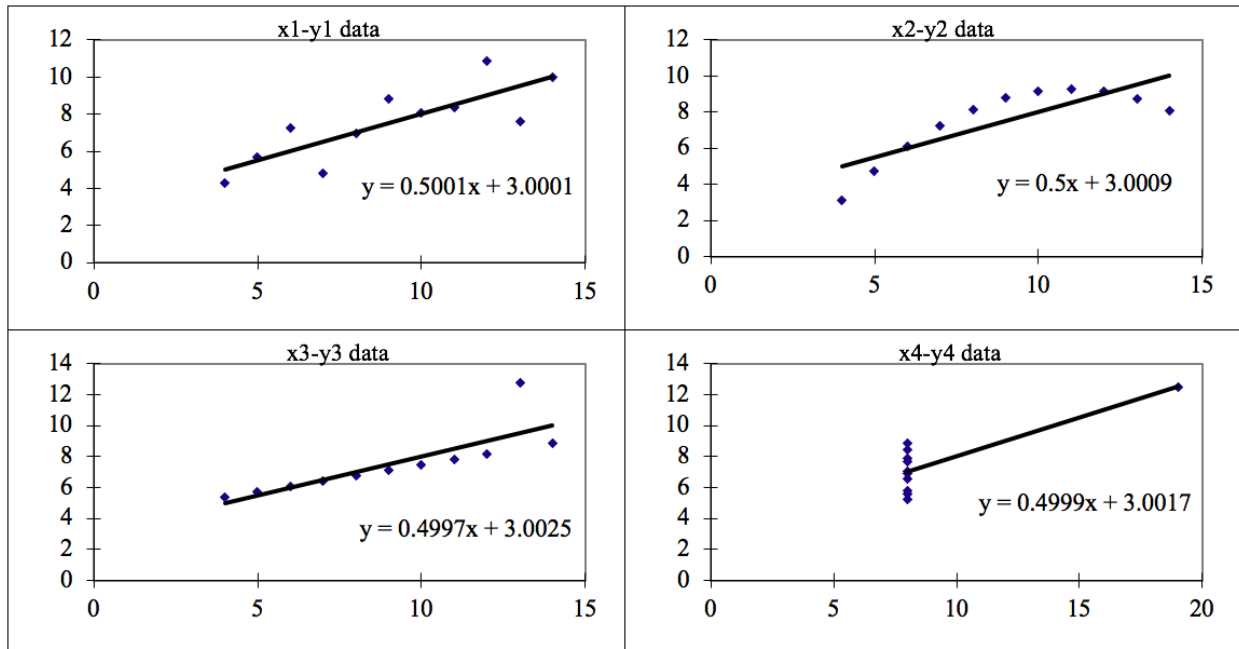 x1-y1 data
12
10
8
6
4
2
0
0 5 10 15
y = 0.5001x + 3.0001
x2-y2 data
12
10
8
6
4
2
0
0 5 10 15
y = 0.5x + 3.0009
x3-y3 data
14
12
10
8
6
4
2
0
0 5 10 15
y = 0.4997x + 3.0025
x4-y4 data
14
12
10
8
6
4
2
0
0 5 10 15 20
y = 0.4999x + 3.0017